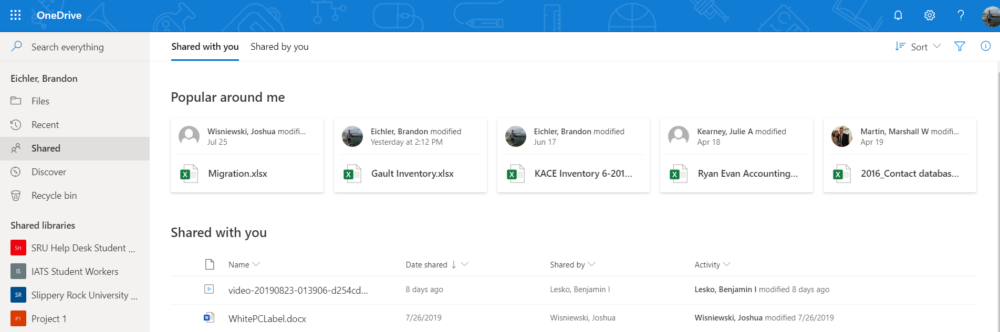 OneDrive
Search everything
Shared with you
Shared by you
Sort
Eichler, Brandon
Files
Recent
Shared
Discover
Recycle bin
Shared libraries
SH SRU Help Desk Student ...
IS IATS Student Workers
SR Slippery Rock University ...
P1 Project 1
Popular around me
Wisniewski, Joshua modifi...
Jul 25
Migration.xlsx
Eichler, Brandon modified
Yesterday at 2:12 PM
Gault Inventory.xlsx
Eichler, Brandon modified
Jun 17
KACE Inventory 6-201...
Kearney, Julie A modified
Apr 18
Ryan Evan Accounting...
Martin, Marshall W modifi...
Apr 19
2016_Contact databas...
Shared with you
Name Date shared Shared by Activity
video-20190823-013906-d254cd... 8 days ago Lesko, Benjamin I Lesko, Benjamin I modified 8 days ago
WhitePCLabel.docx 7/26/2019 Wisniewski, Joshua Wisniewski, Joshua modified 7/26/2019